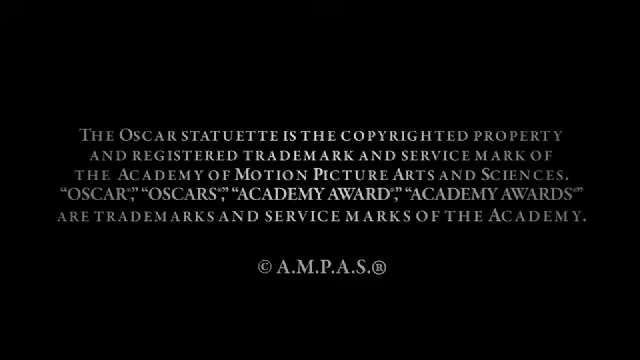 THE OSCAR STATUETTE IS THE COPYRIGHTED PROPERTY
AND REGISTERED TRADEMARK AND SERVICE MARK OF
THE ACADEMY OF MOTION PICTURE ARTS AND SCIENCES.
“OSCAR®,” “OSCARS®,” “ACADEMY AWARD®,” “ACADEMY AWARDS®”
ARE TRADEMARKS AND SERVICE MARKS OF THE ACADEMY.
© A.M.P.A.S.®